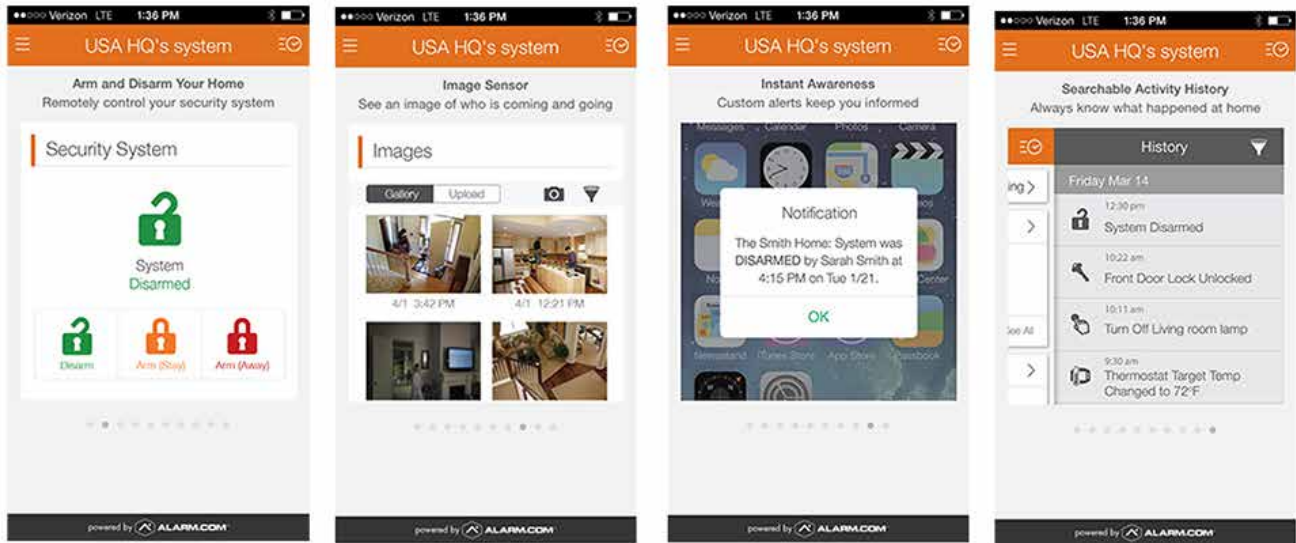 Verizon LTE 1:36 PM
USA HQ's system
Arm and Disarm Your Home
Remotely control your security system
Security System
System
Disarmed
Disarm
Arm (Stay)
Arm (Away)
powered by ALARM.COM
Verizon LTE 1:36 PM
USA HQ's system
Image Sensor
See an image of who is coming and going
Images
Gallery Upload
4/1 3:42 PM 4/1 12:21 PM
powered by ALARM.COM
Verizon LTE 1:36 PM
USA HQ's system
Instant Awareness
Custom alerts keep you informed
Messages Calendar Photos Camera
Notification
The Smith Home: System was
DISARMED by Sarah Smith at
4:15 PM on Tue 1/21.
OK
Newsstand iTunes Store App Store Passbook
powered by ALARM.COM
Verizon LTE 1:36 PM
USA HQ's system
Searchable Activity History
Always know what happened at home
History
ing
Friday Mar 14
12:30 pm
System Disarmed
10:22 am
Front Door Lock Unlocked
10:11 am
Turn Off Living room lamp
See All
9:30 am
Thermostat Target Temp
Changed to 72°F
powered by ALARM.COM